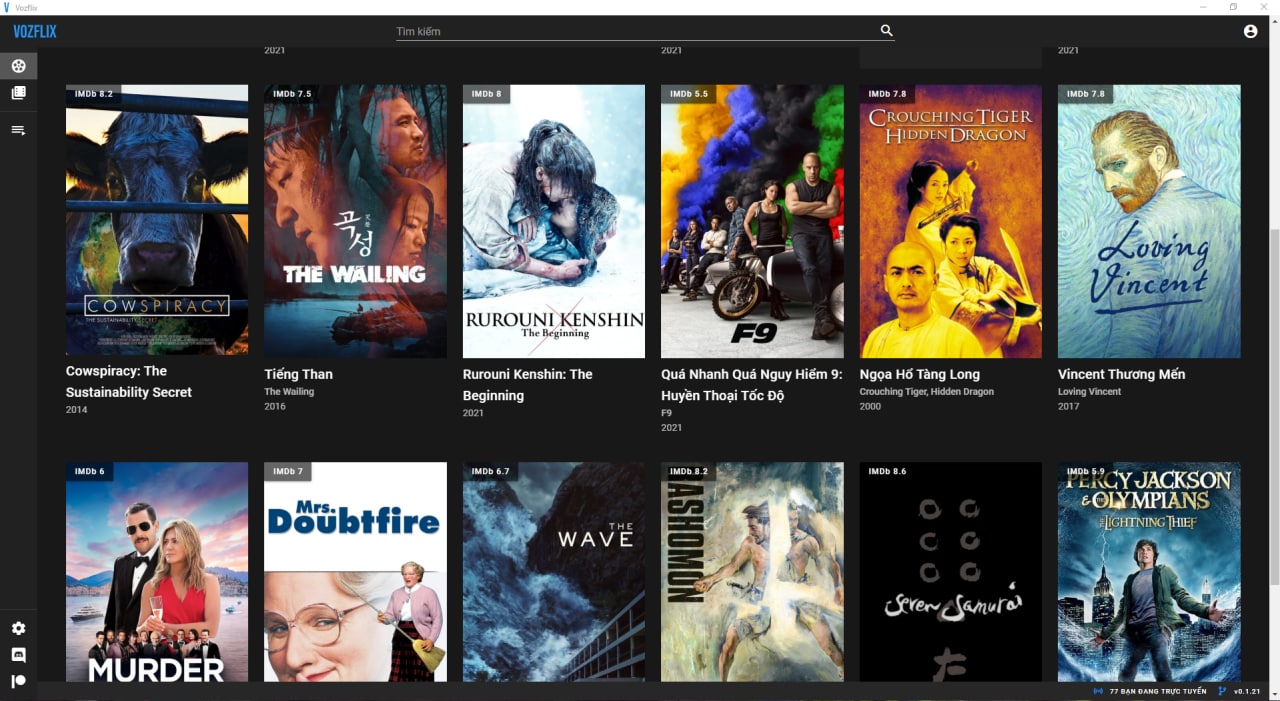 Vozflix
VOZFLIX
Tìm kiếm
2021
2021
2021
IMDb 8.2
COWSPIRACY
THE SUSTAINABILITY SECRET
Cowspiracy: The
Sustainability Secret
2014
IMDb 7.5
곡성
THE WAILING
Tiếng Than
The Wailing
2016
IMDb 8
RUROUNI KENSHIN
The Beginning
Rurouni Kenshin: The
Beginning
2021
IMDb 5.5
F9
Quá Nhanh Quá Nguy Hiểm 9:
Huyền Thoại Tốc Độ
F9
2021
IMDb 7.8
CROUCHING TIGER
HIDDEN DRAGON
Ngọa Hổ Tàng Long
Crouching Tiger, Hidden Dragon
2000
IMDb 7.8
Loving
Vincent
Vincent Thương Mến
Loving Vincent
2017
IMDb 6
MURDER
IMDb 7
Mrs.
Doubtfire
IMDb 6.7
THE
WAVE
IMDb 8.2
RASHOMON
IMDb 8.6
Seven Samurai
IMDb 5.9
PERCY JACKSON
& THE OLYMPIANS
THE LIGHTNING THIEF
77 BẠN ĐANG TRỰC TUYẾN
v0.1.21